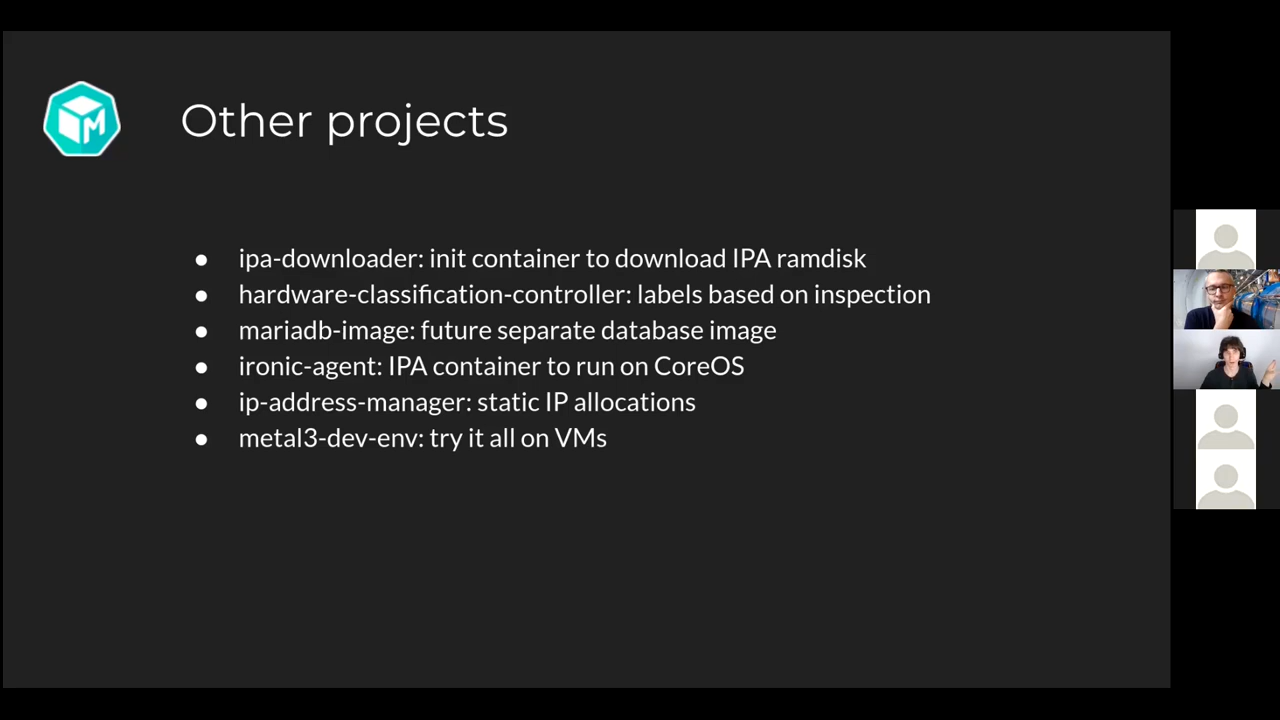 M
Other projects
● ipa-downloader: init container to download IPA ramdisk
● hardware-classification-controller: labels based on inspection
● mariadb-image: future separate database image
● ironic-agent: IPA container to run on CoreOS
● ip-address-manager: static IP allocations
● metal3-dev-env: try it all on VMs